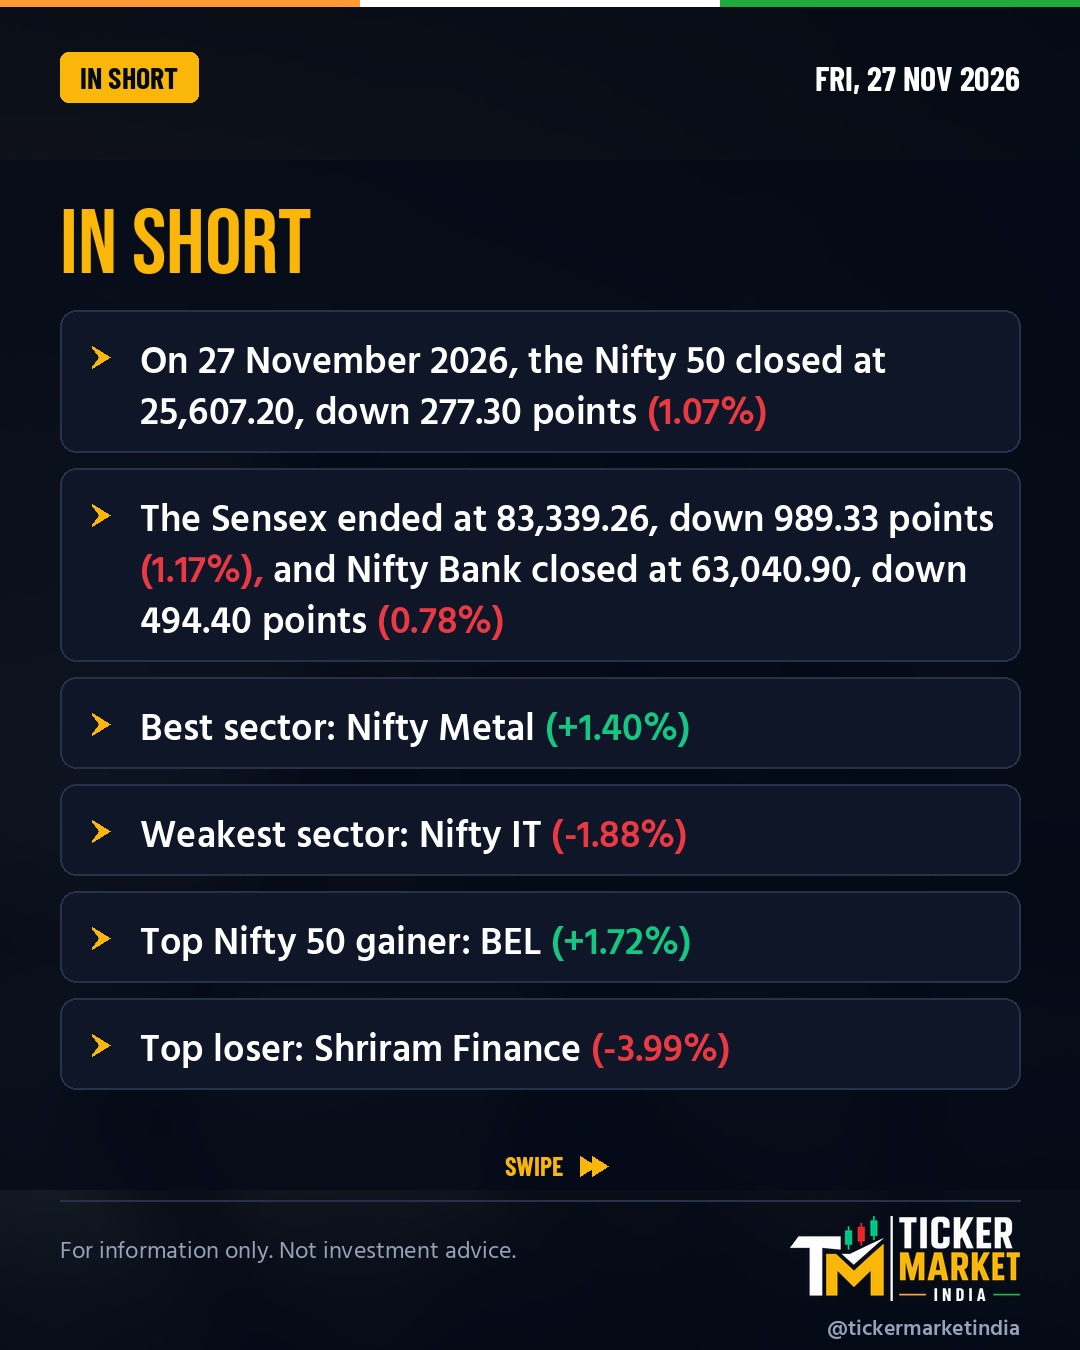 IN SHORT
FRI, 27 NOV 2026
IN SHORT
On 27 November 2026, the Nifty 50 closed at
25,607.20, down 277.30 points (1.07%)
The Sensex ended at 83,339.26, down 989.33 points
(1.17%), and Nifty Bank closed at 63,040.90, down
494.40 points (0.78%)
Best sector: Nifty Metal (+1.40%)
Weakest sector: Nifty IT (-1.88%)
Top Nifty 50 gainer: BEL (+1.72%)
Top loser: Shriram Finance (-3.99%)
SWIPE
For information only. Not investment advice.
TM
TICKER
MARKET
INDIA
@tickermarketindia